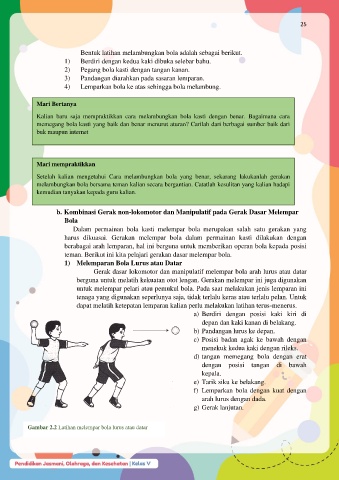 25
Bentuk latihan melambungkan bola adalah sebagai berikut.
1) Berdiri dengan kedua kaki dibuka selebar bahu.
2) Pegang bola kasti dengan tangan kanan.
3) Pandangan diarahkan pada sasaran lemparan.
4) Lemparkan bola ke atas sehingga bola melambung.
Mari Bertanya
Kalian baru saja mempraktikkan cara melambungkan bola kasti dengan benar. Bagaimana cara
memegang bola kasti yang baik dan benar menurut aturan? Carilah dari berbagai sumber baik dari
buk maupun internet
Mari mempraktikkan
Setelah kalian mengetahui Cara melambungkan bola yang benar, sekarang lakukanlah gerakan
melambungkan bola bersama teman kalian secara bergantian. Catatlah kesulitan yang kalian hadapi
kemudian tanyakan kepada guru kalian.
b. Kombinasi Gerak non-lokomotor dan Manipulatif pada Gerak Dasar Melempar
Bola
Dalam permainan bola kasti melempar bola merupakan salah satu gerakan yang
harus dikuasai. Gerakan melempar bola dalam permainan kasti dilakukan dengan
berabagai arah lemparan, hal ini berguna untuk memberikan operan bola kepada posisi
teman. Berikut ini kita pelajari gerakan dasar melempar bola.
1) Melemparan Bola Lurus atau Datar
Gerak dasar lokomotor dan manipulatif melempar bola arah lurus atau datar
berguna untuk melatih kekuatan otot lengan. Gerakan melempar ini juga digunakan
untuk melempar pelari atau pemukul bola. Pada saat melakukan jenis lemparan ini
tenaga yang digunakan seperlunya saja, tidak terlalu keras atau terlalu pelan. Untuk
dapat melatih ketepatan lemparan kalian perlu melakukan latihan terus-menerus.
a) Berdiri dengan posisi kaki kiri di
depan dan kaki kanan di belakang.
b) Pandangan lurus ke depan.
c) Posisi badan agak ke bawah dengan
menekuk kedua kaki dengan rileks.
d) tangan memegang bola dengan erat
dengan posisi tangan di bawah
kepala.
e) Tarik siku ke belakang.
f) Lemparkan bola dengan kuat dengan
arah lurus dengan dada.
g) Gerak lanjutan.
Gambar 2.2 Latihan melempar bola lurus atau datar
Pendidikan Jasmani, Olahraga, dan Kesehatan | Kelas V